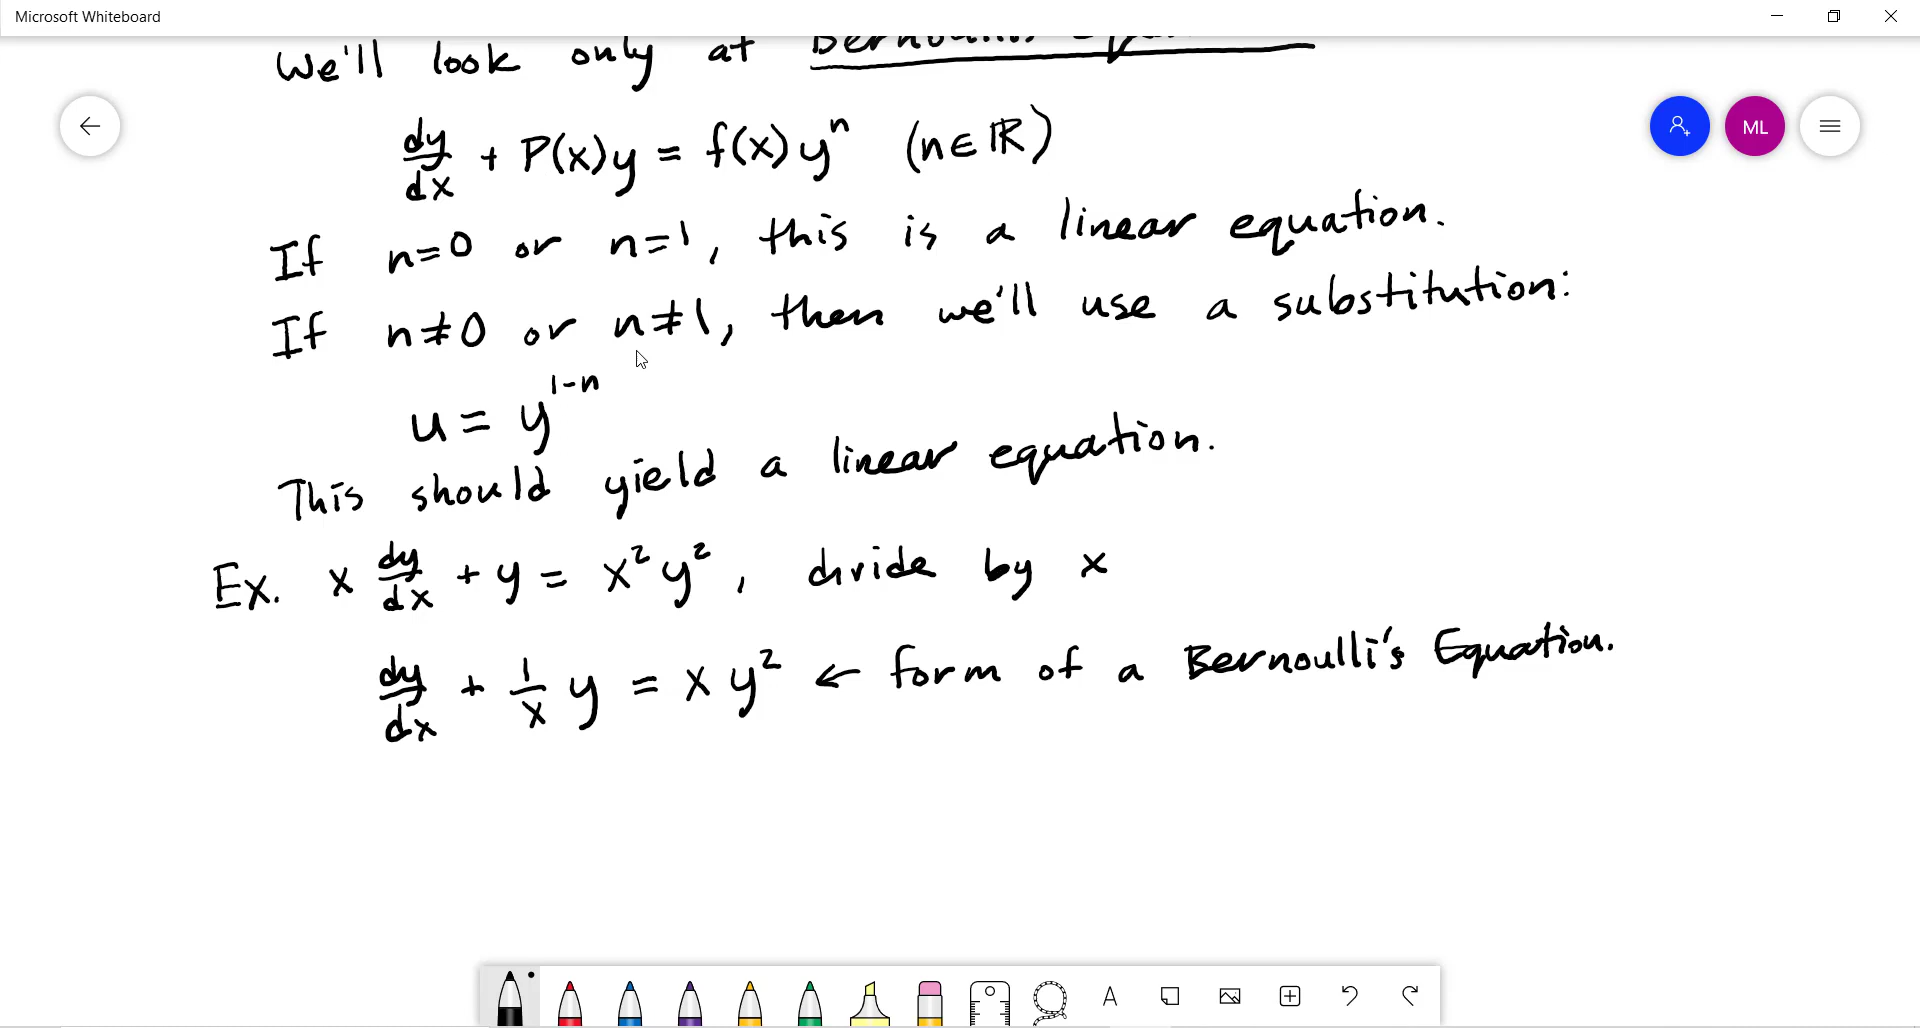 Microsoft Whiteboard
We'll look only at
ML
dy/dx + P(x)y = f(x)yⁿ (n∈ℝ)
If n=0 or n=1, this is a linear equation.
If n≠0 or n≠1, then we'll use a substitution:
u = y^(1-n)
This should yield a linear equation.
Ex. x dy/dx + y = x²y², divide by x
dy/dx + 1/x y = x y² ← form of a Bernoulli's Equation.
A